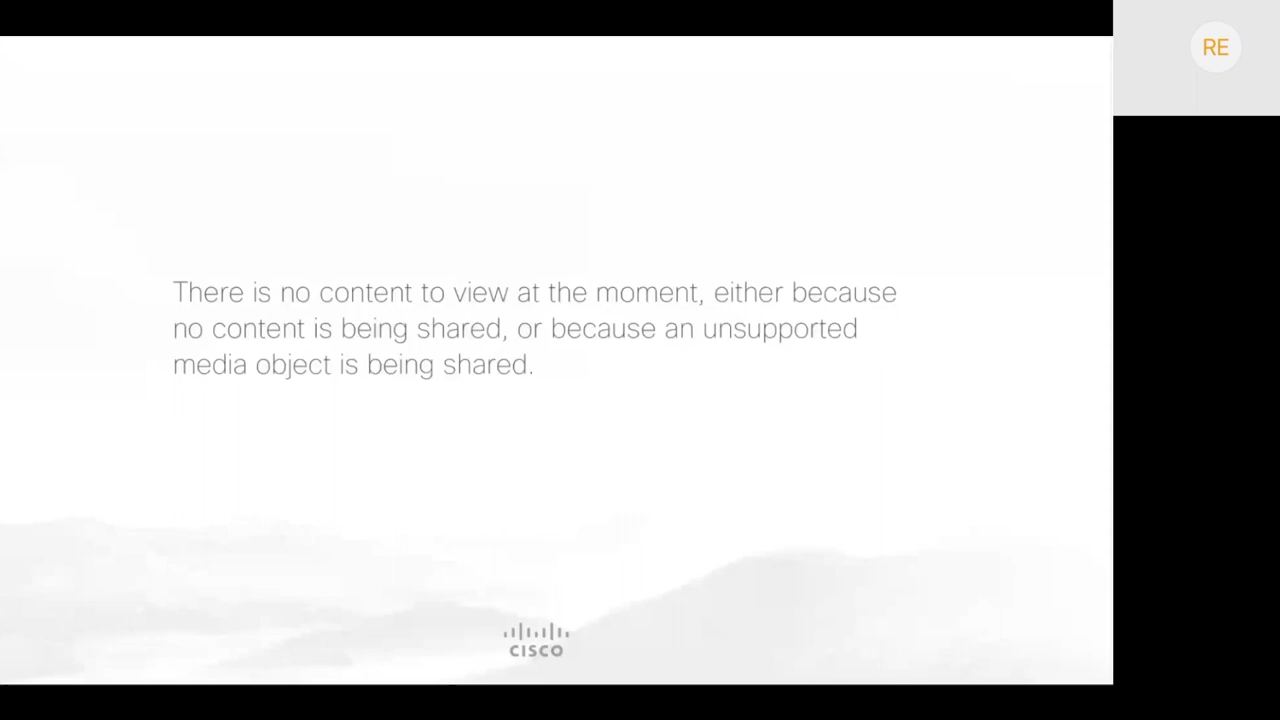 RE
There is no content to view at the moment, either because
no content is being shared, or because an unsupported
media object is being shared.
CISCO